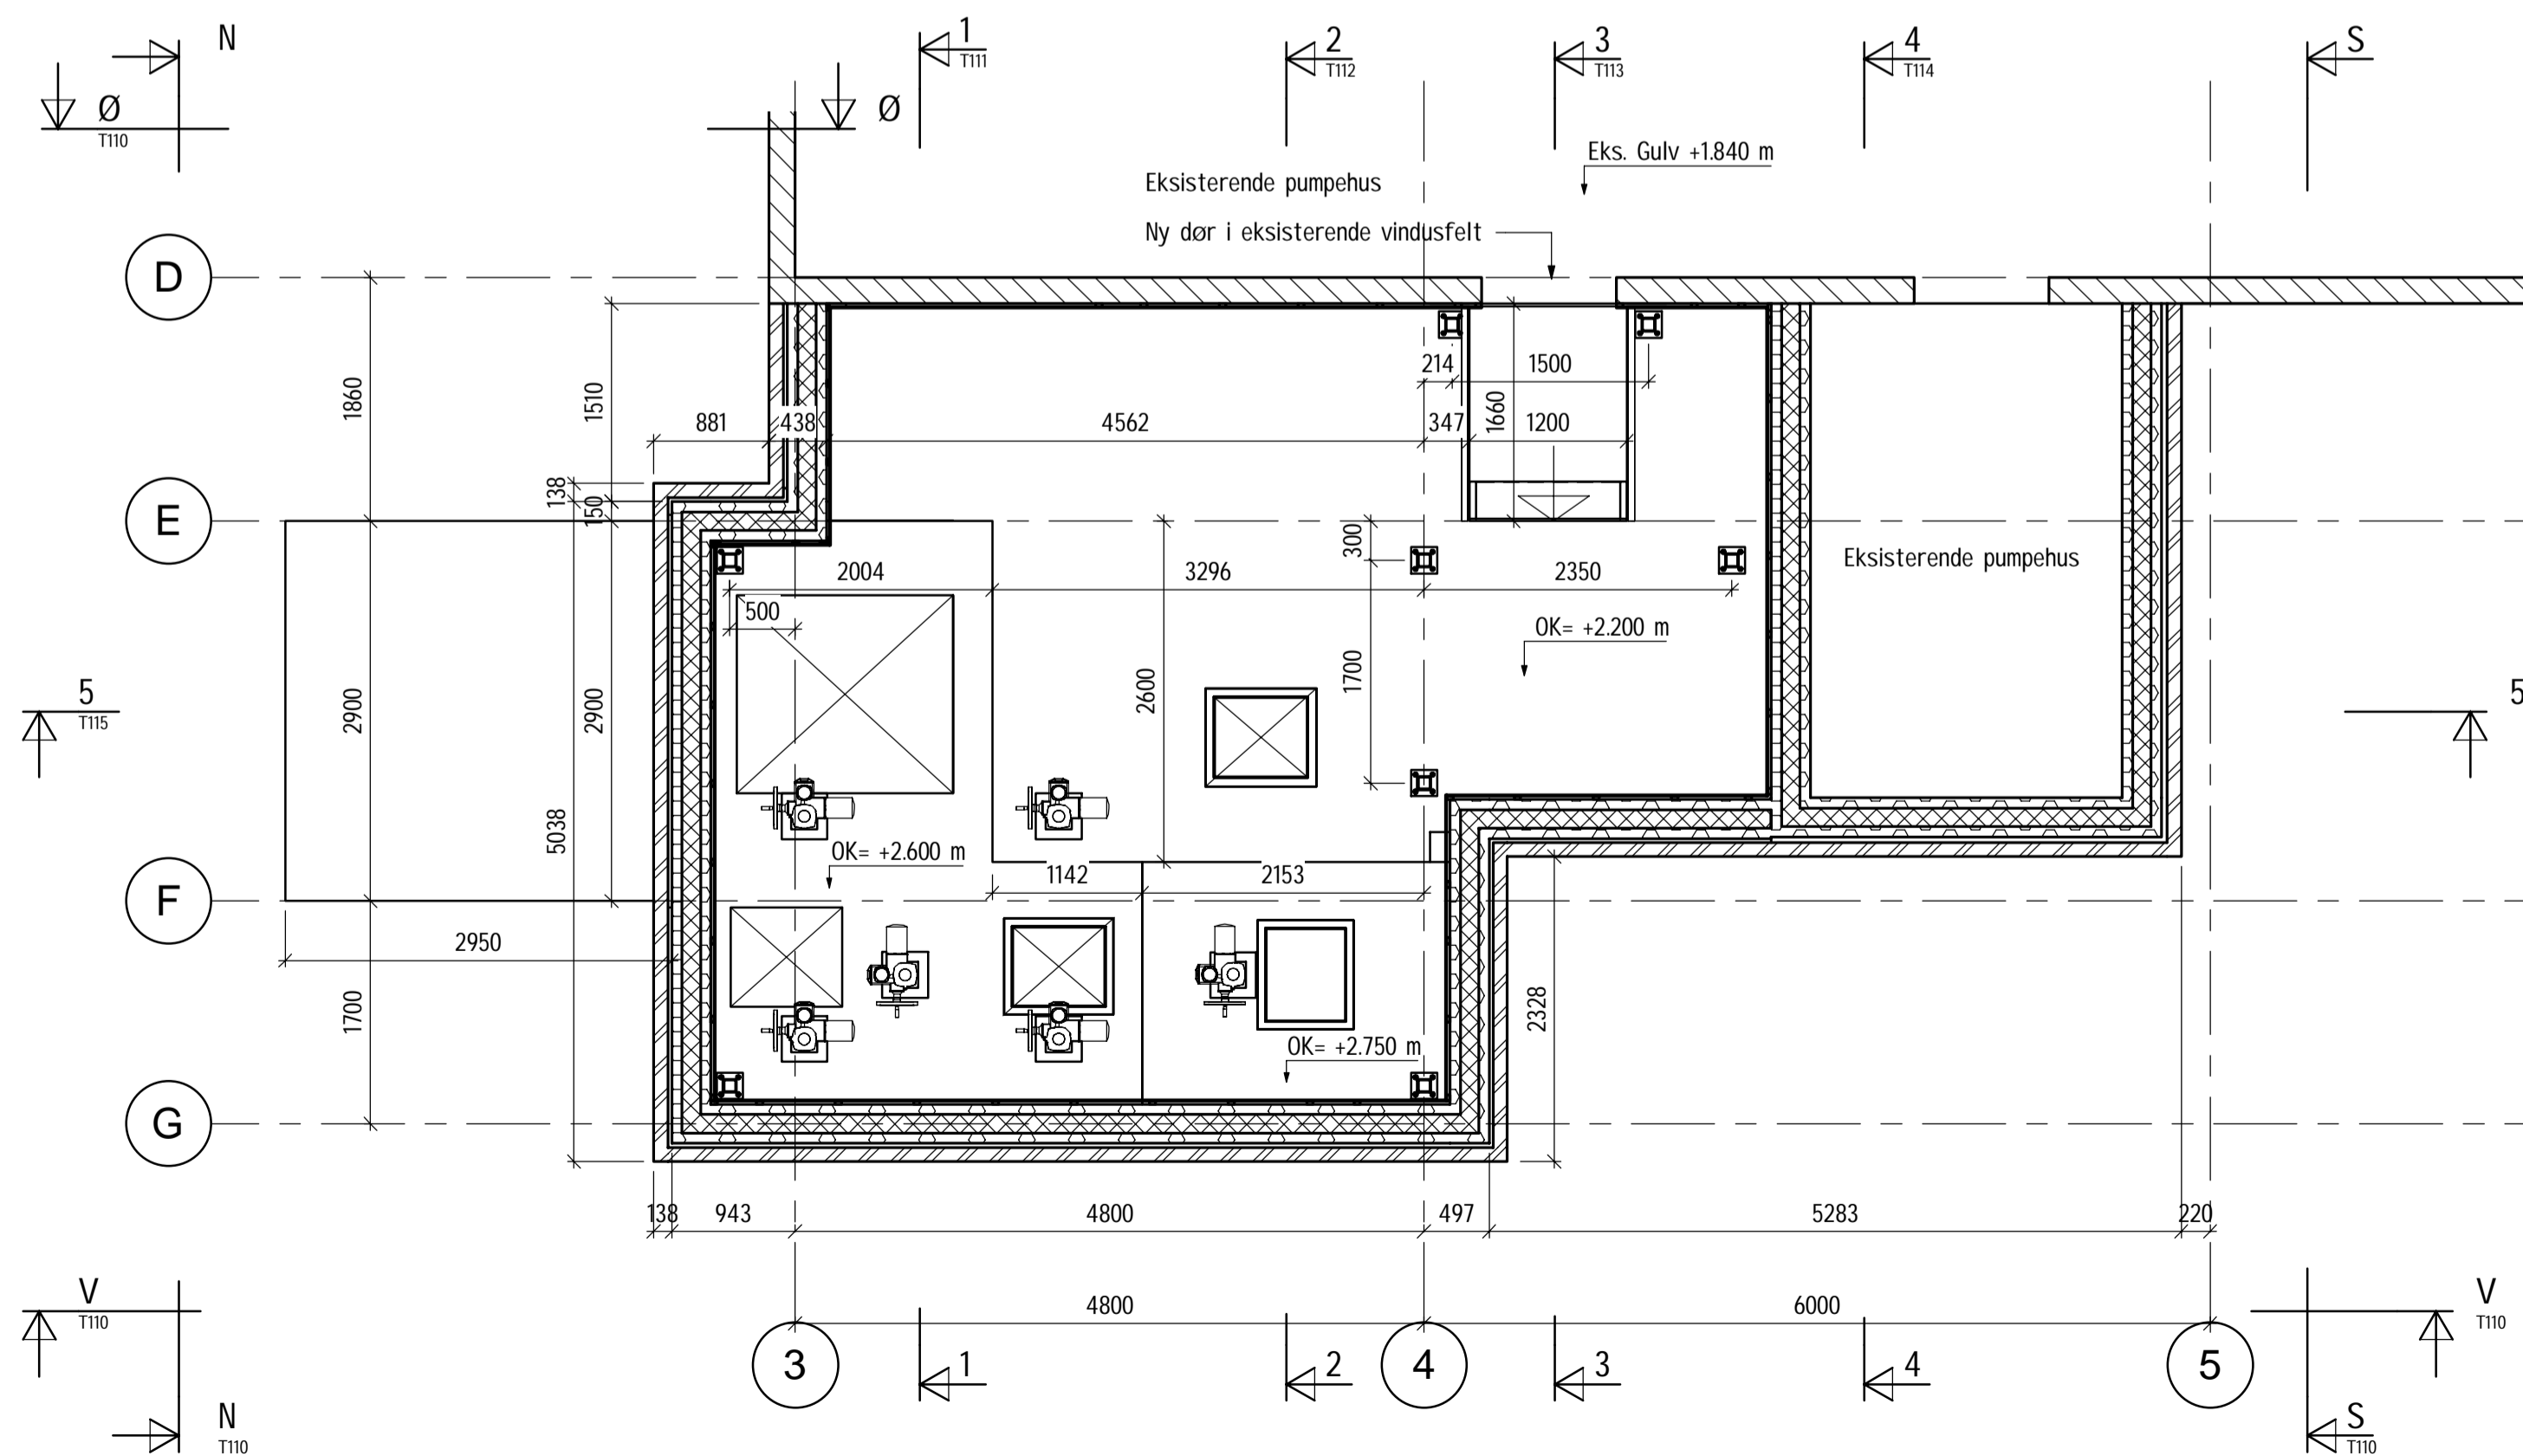 N
1
T111
2
T112
3
T113
4
T114
S
Ø
T110
Ø
Eks. Gulv +1.840 m
Eksisterende pumpehus
Ny dør i eksisterende vindusfelt
D
1860
1510
214
1500
881
438
4562
347
1660
1200
138
150
E
300
Eksisterende pumpehus
2004
3296
2350
500
OK= +2.200 m
1700
2600
5
T115
2900
2900
5
5038
OK= +2.600 m
1142
2153
F
2950
1700
2328
OK= +2.750 m
G
138
943
4800
497
5283
220
V
T110
4800
6000
V
T110
3
4
5
1
2
3
4
N
T110
S
T110